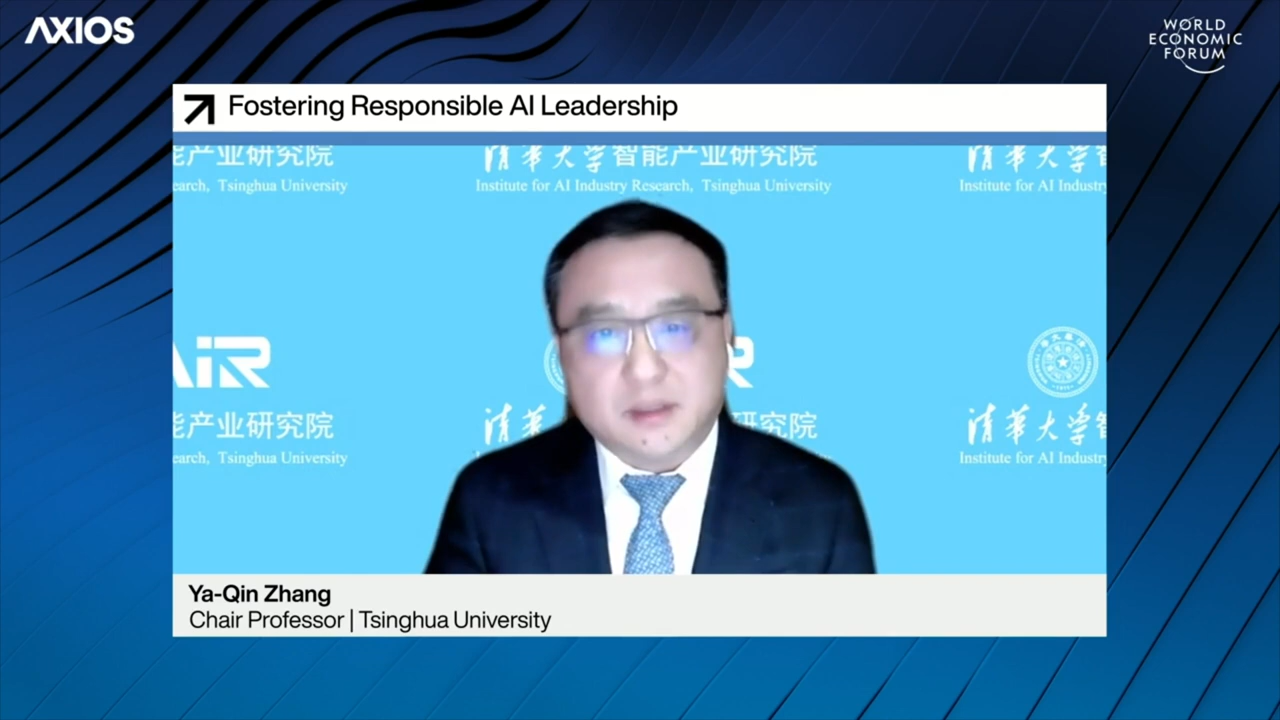 AXIOS
WORLD
ECONOMIC
FORUM
Fostering Responsible AI Leadership
能产业研究院
清华大学智能产业研究院
清华大学智
earch, Tsinghua University
Institute for AI Industry Research, Tsinghua University
Institute for AI Industry
AIR
R
能产业研究院
清华
研究院
清华大学智
earch, Tsinghua University
Institute for AI Industry
Ya-Qin Zhang
Chair Professor | Tsinghua University